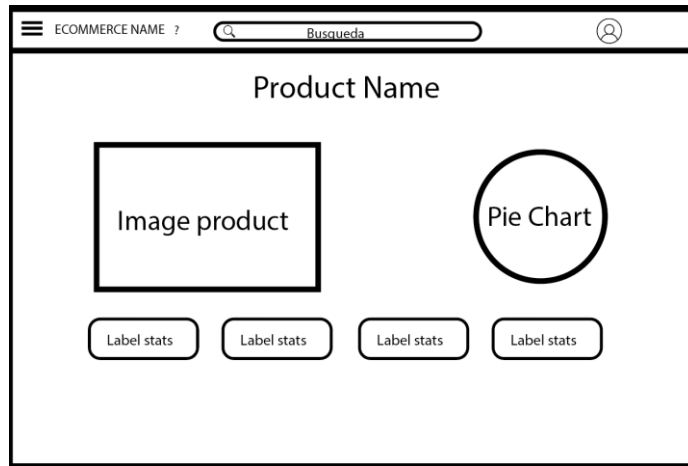 ECOMMERCE NAME ?
Busqueda
Product Name
Image product
Pie Chart
Label stats
Label stats
Label stats
Label stats